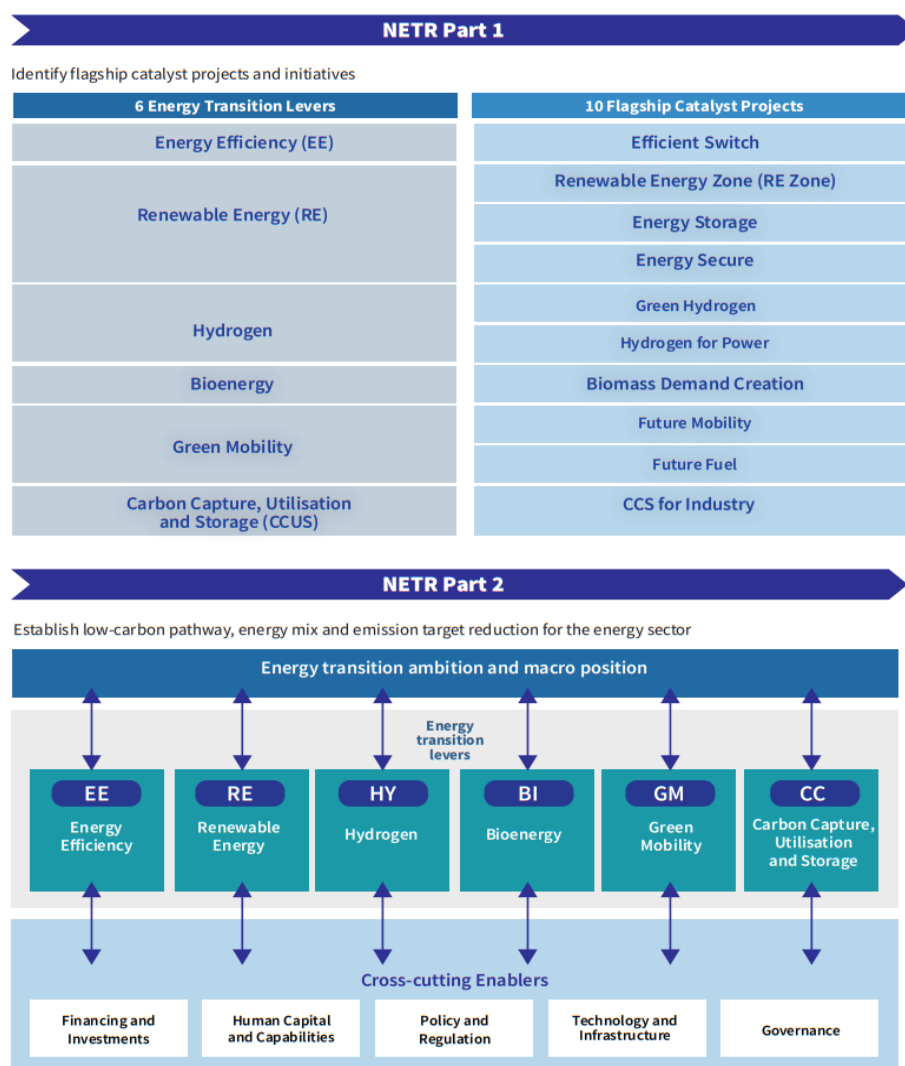 NETR Part 1
Identify flagship catalyst projects and initiatives
6 Energy Transition Levers
10 Flagship Catalyst Projects
Energy Efficiency (EE)
Efficient Switch
Renewable Energy (RE)
Renewable Energy Zone (RE Zone)
Energy Storage
Energy Secure
Hydrogen
Green Hydrogen
Hydrogen for Power
Bioenergy
Biomass Demand Creation
Green Mobility
Future Mobility
Future Fuel
Carbon Capture, Utilisation
and Storage (CCUS)
CCS for Industry
NETR Part 2
Establish low-carbon pathway, energy mix and emission target reduction for the energy sector
Energy transition ambition and macro position
Energy
transition
levers
EE
Energy
Efficiency
RE
Renewable
Energy
HY
Hydrogen
BI
Bioenergy
GM
Green
Mobility
CC
Carbon Capture,
Utilisation
and Storage
Cross-cutting Enablers
Financing and
Investments
Human Capital
and Capabilities
Policy and
Regulation
Technology and
Infrastructure
Governance